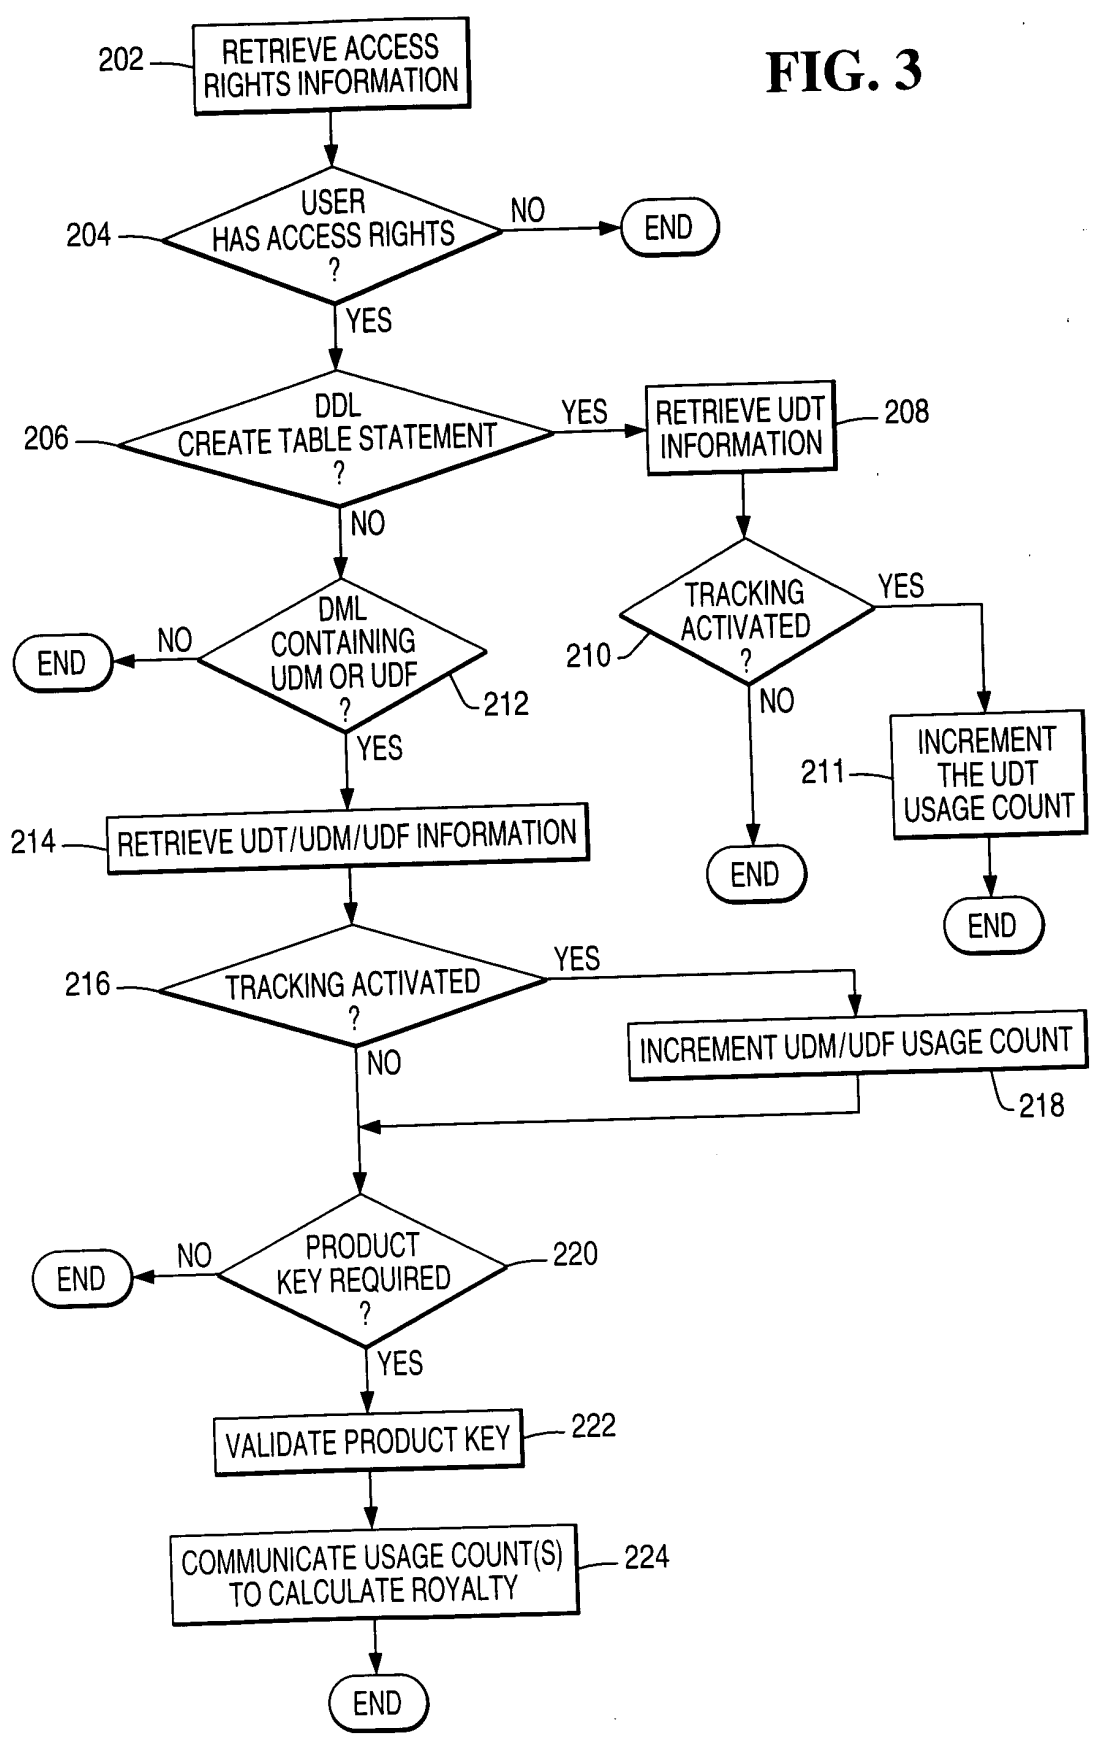 FIG. 3
202
RETRIEVE ACCESS
RIGHTS INFORMATION
204
USER
HAS ACCESS RIGHTS
?
NO
END
YES
206
DDL
CREATE TABLE STATEMENT
?
YES
RETRIEVE UDT
INFORMATION
208
NO
TRACKING
ACTIVATED
?
210
YES
NO
END
211
INCREMENT
THE UDT
USAGE COUNT
END
DML
CONTAINING
UDM OR UDF
?
212
NO
END
YES
214
RETRIEVE UDT/UDM/UDF INFORMATION
216
TRACKING ACTIVATED
?
YES
INCREMENT UDM/UDF USAGE COUNT
218
NO
PRODUCT
KEY REQUIRED
?
220
NO
END
YES
VALIDATE PRODUCT KEY
222
COMMUNICATE USAGE COUNT(S)
TO CALCULATE ROYALTY
224
END